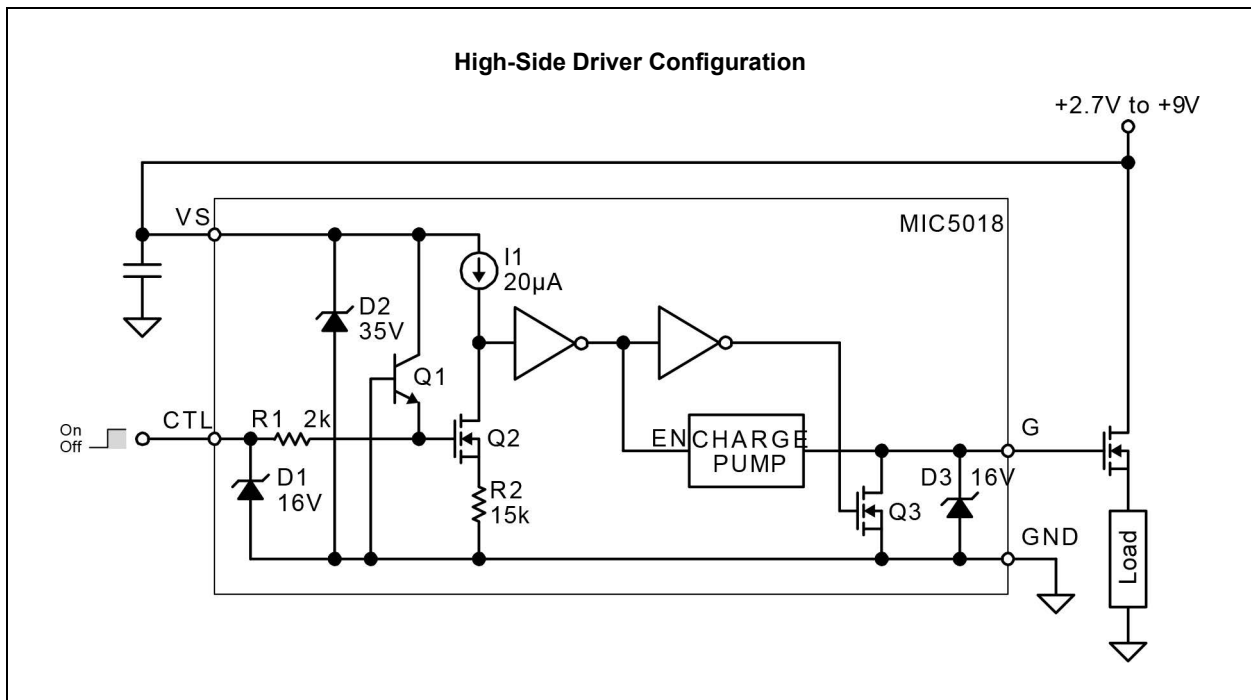 High-Side Driver Configuration
+2.7V to +9V
VS
MIC5018
I1
20µA
D2
35V
Q1
CTL
R1 2k
On
Off
Q2
EN
CHARGE
PUMP
G
D1
16V
R2
15k
D3 16V
Q3
GND
Load